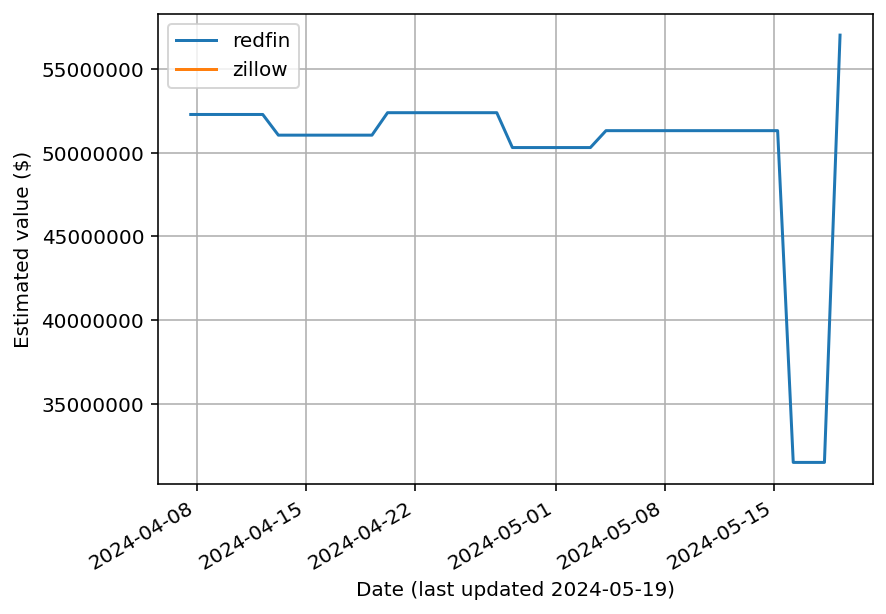 redfin
zillow
Estimated value ($)
55000000
50000000
45000000
40000000
35000000
2024-04-08
2024-04-15
2024-04-22
2024-05-01
2024-05-08
2024-05-15
Date (last updated 2024-05-19)